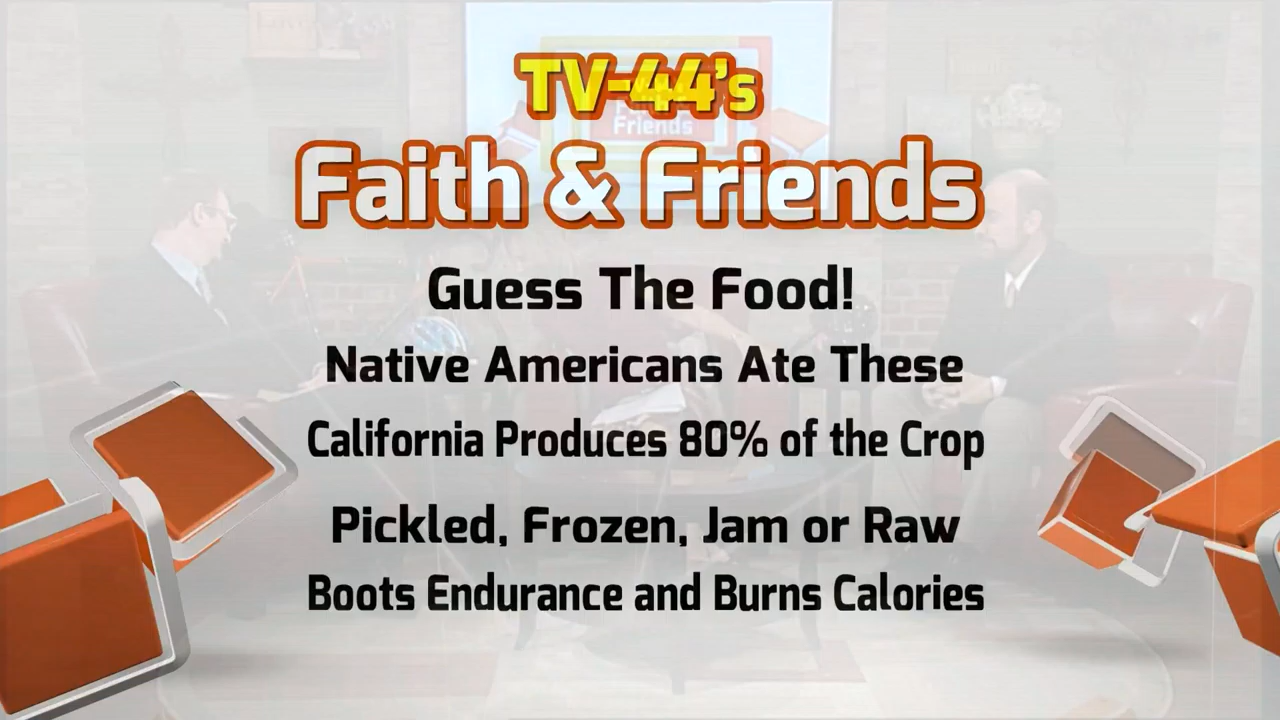 TV-44's
Faith & Friends
Friends
Guess The Food!
Native Americans Ate These
California Produces 80% of the Crop
Pickled, Frozen, Jam or Raw
Boots Endurance and Burns Calories